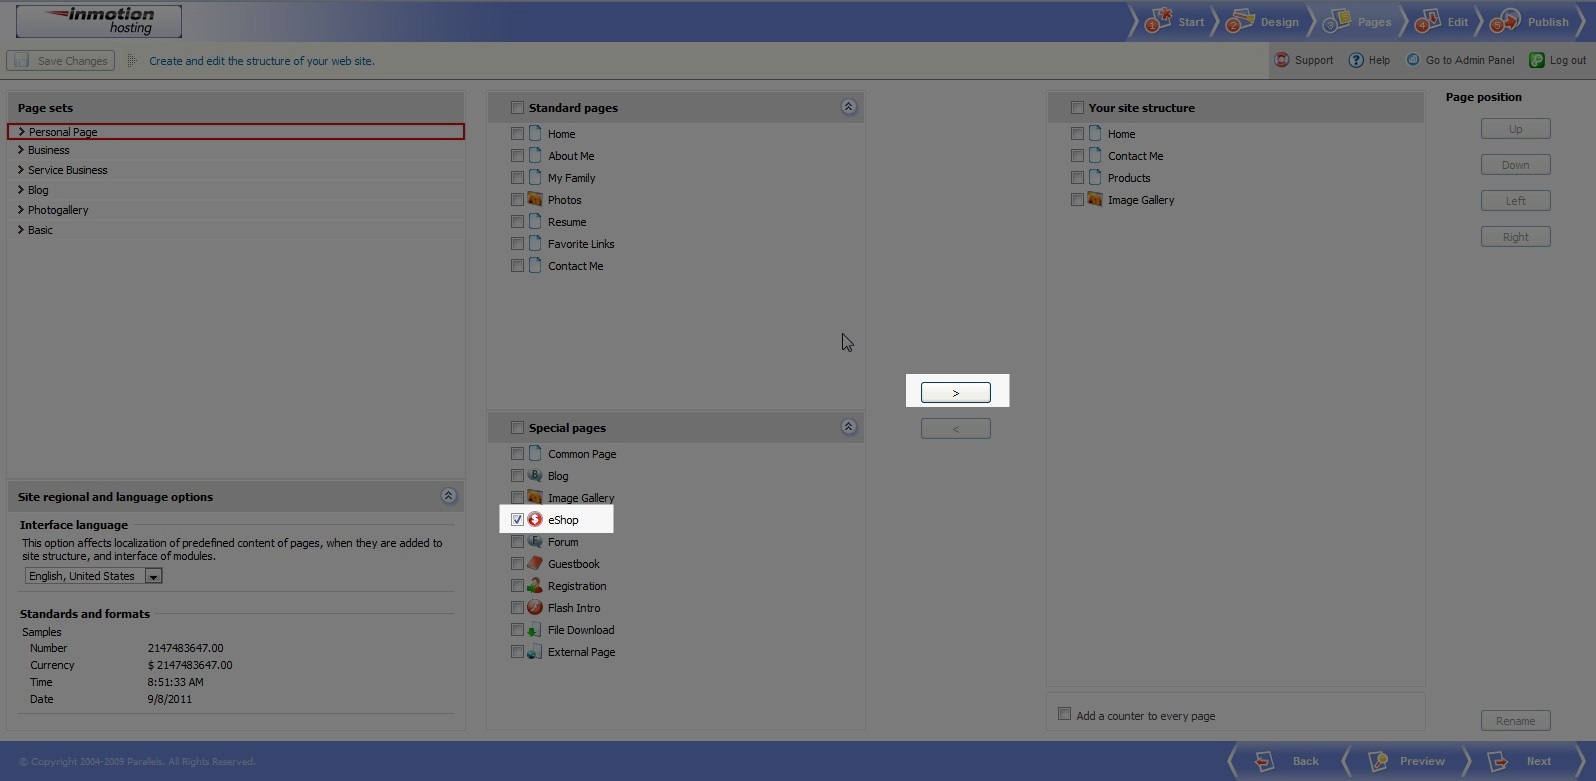 inmotion
hosting
1 Start
2 Design
3 Pages
4 Edit
5 Publish
Save Changes
Create and edit the structure of your web site.
Support
Help
Go to Admin Panel
Log out
Page sets
Personal Page
Business
Service Business
Blog
Photogallery
Basic
Site regional and language options
Interface language
This option affects localization of predefined content of pages, when they are added to
site structure, and interface of modules.
English, United States
Standards and formats
Samples
Number 2147483647.00
Currency $ 2147483647.00
Time 8:51:33 AM
Date 9/8/2011
Standard pages
Home
About Me
My Family
Photos
Resume
Favorite Links
Contact Me
Special pages
Common Page
Blog
Image Gallery
eShop
Forum
Guestbook
Registration
Flash Intro
File Download
External Page
>
<
Your site structure
Home
Contact Me
Products
Image Gallery
Add a counter to every page
Page position
Up
Down
Left
Right
Rename
© Copyright 2004-2009 Parallels. All Rights Reserved.
Back
Preview
Next